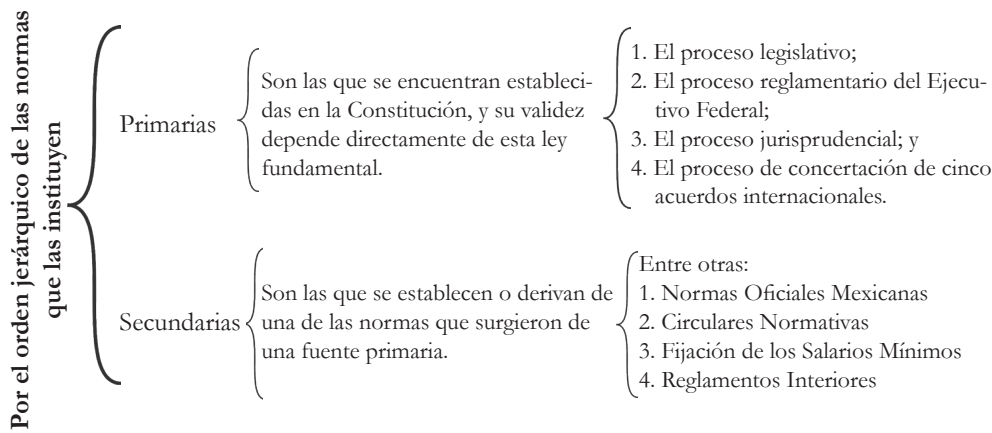 Por el orden jerárquico de las normas
que las instituyen
Primarias
Son las que se encuentran estableci-
das en la Constitución, y su validez
depende directamente de esta ley
fundamental.
1. El proceso legislativo;
2. El proceso reglamentario del Ejecu-
tivo Federal;
3. El proceso jurisprudencial; y
4. El proceso de concertación de cinco
acuerdos internacionales.
Secundarias
Son las que se establecen o derivan de
una de las normas que surgieron de
una fuente primaria.
Entre otras:
1. Normas Oficiales Mexicanas
2. Circulares Normativas
3. Fijación de los Salarios Mínimos
4. Reglamentos Interiores